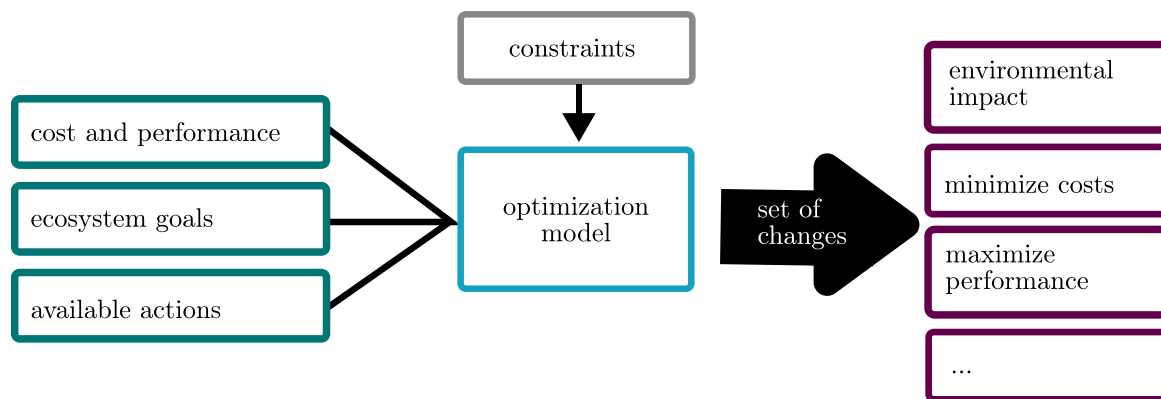 constraints
cost and performance
ecosystem goals
available actions
optimization
model
set of
changes
environmental
impact
minimize costs
maximize
performance
...